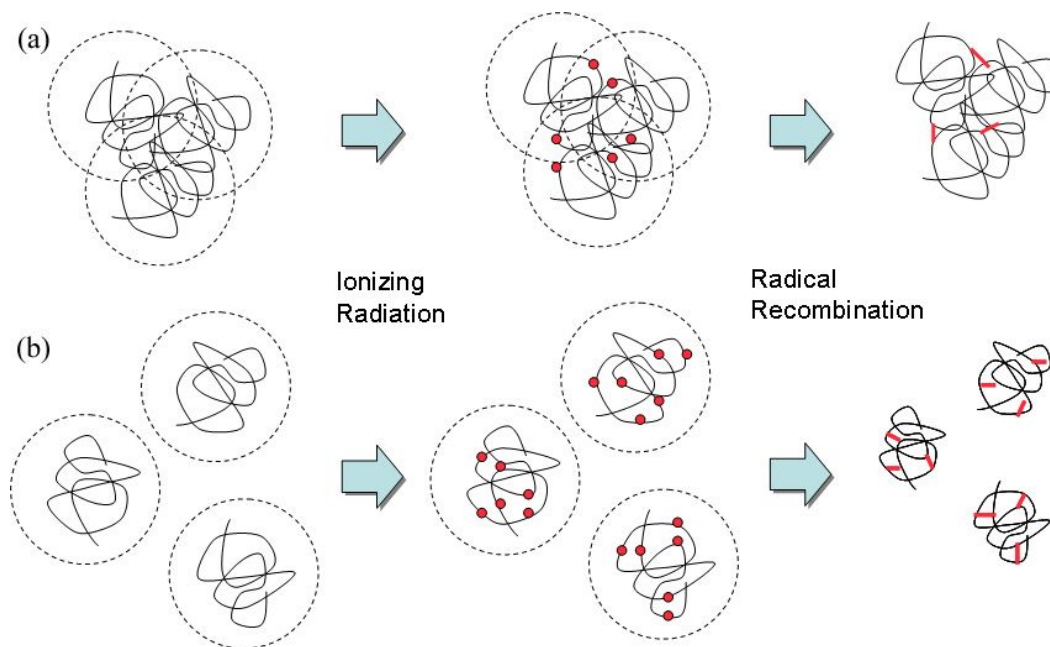 (a)
Ionizing
Radiation
Radical
Recombination
(b)